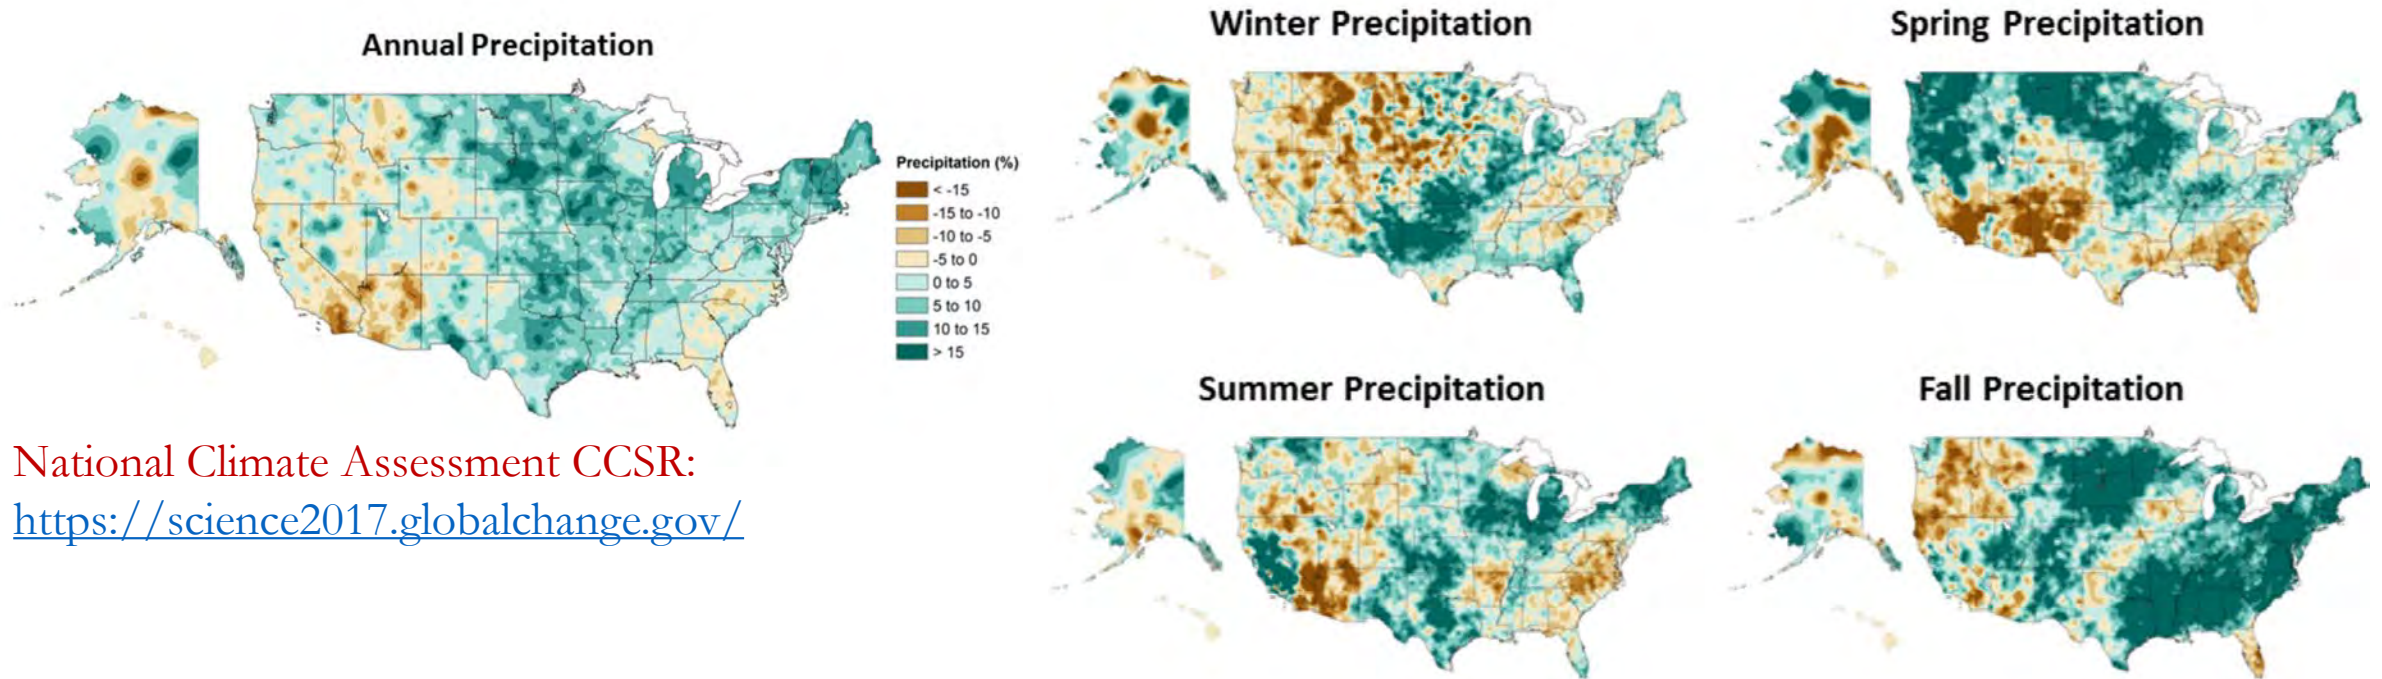 Annual Precipitation
Winter Precipitation
Spring Precipitation
Precipitation (%)
< -15
-15 to -10
-10 to -5
-5 to 0
0 to 5
5 to 10
10 to 15
> 15
Summer Precipitation
Fall Precipitation
National Climate Assessment CCSR:
https://science2017.globalchange.gov/